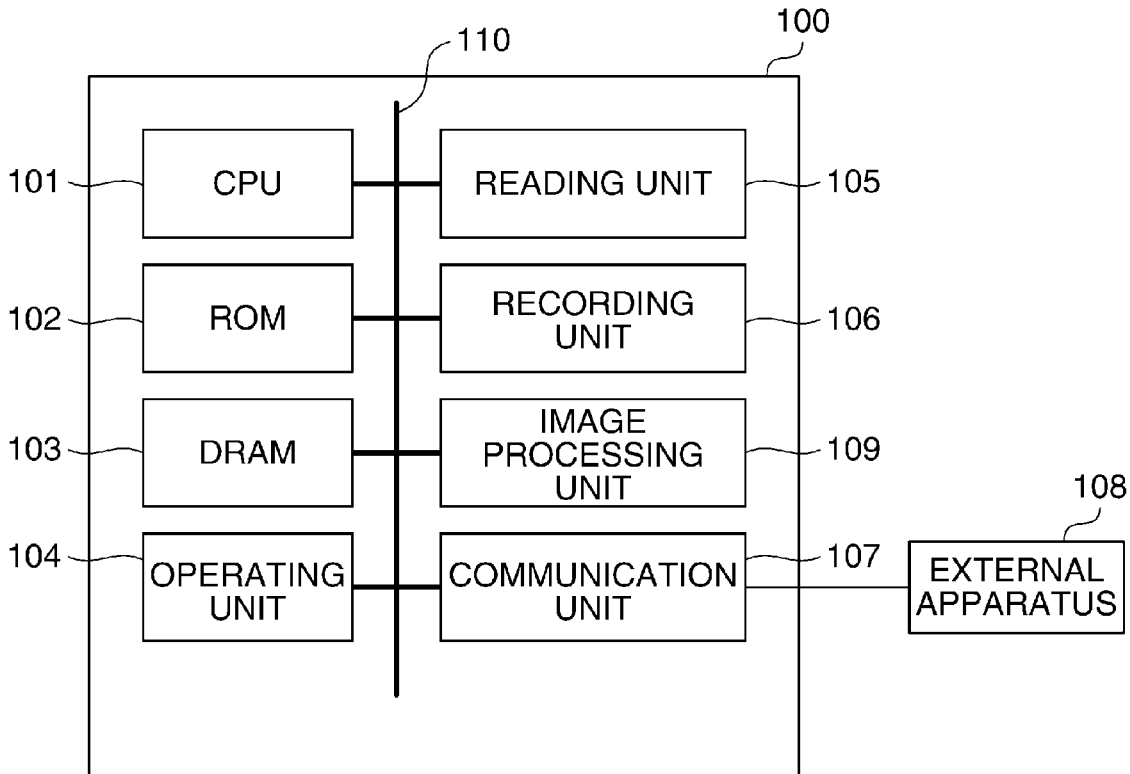 100
110
101
CPU
READING UNIT
105
102
ROM
RECORDING
UNIT
106
103
DRAM
IMAGE
PROCESSING
UNIT
109
104
OPERATING
UNIT
COMMUNICATION
UNIT
107
108
EXTERNAL
APPARATUS